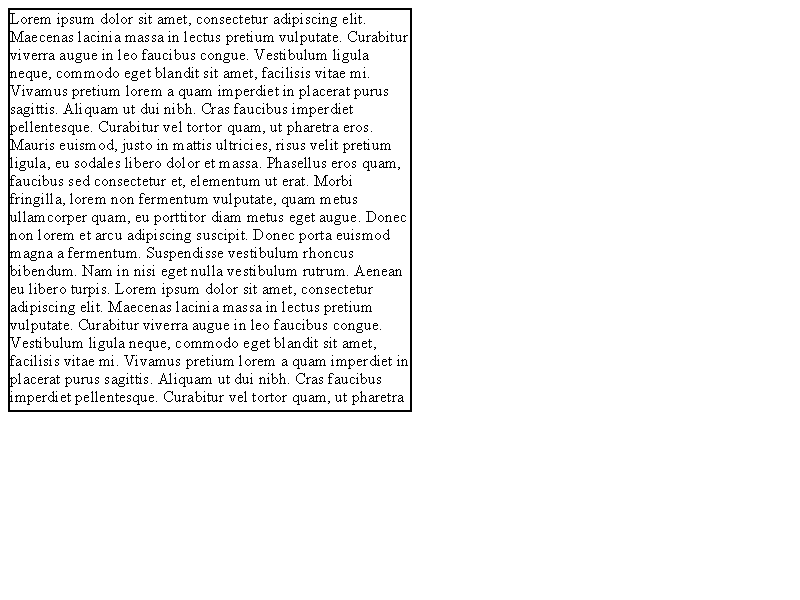 Lorem ipsum dolor sit amet, consectetur adipiscing elit.
Maecenas lacinia massa in lectus pretium vulputate. Curabitur
viverra augue in leo faucibus congue. Vestibulum ligula
neque, commodo eget blandit sit amet, facilisis vitae mi.
Vivamus pretium lorem a quam imperdiet in placerat purus
sagittis. Aliquam ut dui nibh. Cras faucibus imperdiet
pellentesque. Curabitur vel tortor quam, ut pharetra eros.
Mauris euismod, justo in mattis ultricies, risus velit pretium
ligula, eu sodales libero dolor et massa. Phasellus eros quam,
faucibus sed consectetur et, elementum ut erat. Morbi
fringilla, lorem non fermentum vulputate, quam metus
ullamcorper quam, eu porttitor diam metus eget augue. Donec
non lorem et arcu adipiscing suscipit. Donec porta euismod
magna a fermentum. Suspendisse vestibulum rhoncus
bibendum. Nam in nisi eget nulla vestibulum rutrum. Aenean
eu libero turpis. Lorem ipsum dolor sit amet, consectetur
adipiscing elit. Maecenas lacinia massa in lectus pretium
vulputate. Curabitur viverra augue in leo faucibus congue.
Vestibulum ligula neque, commodo eget blandit sit amet,
facilisis vitae mi. Vivamus pretium lorem a quam imperdiet in
placerat purus sagittis. Aliquam ut dui nibh. Cras faucibus
imperdiet pellentesque. Curabitur vel tortor quam, ut pharetra